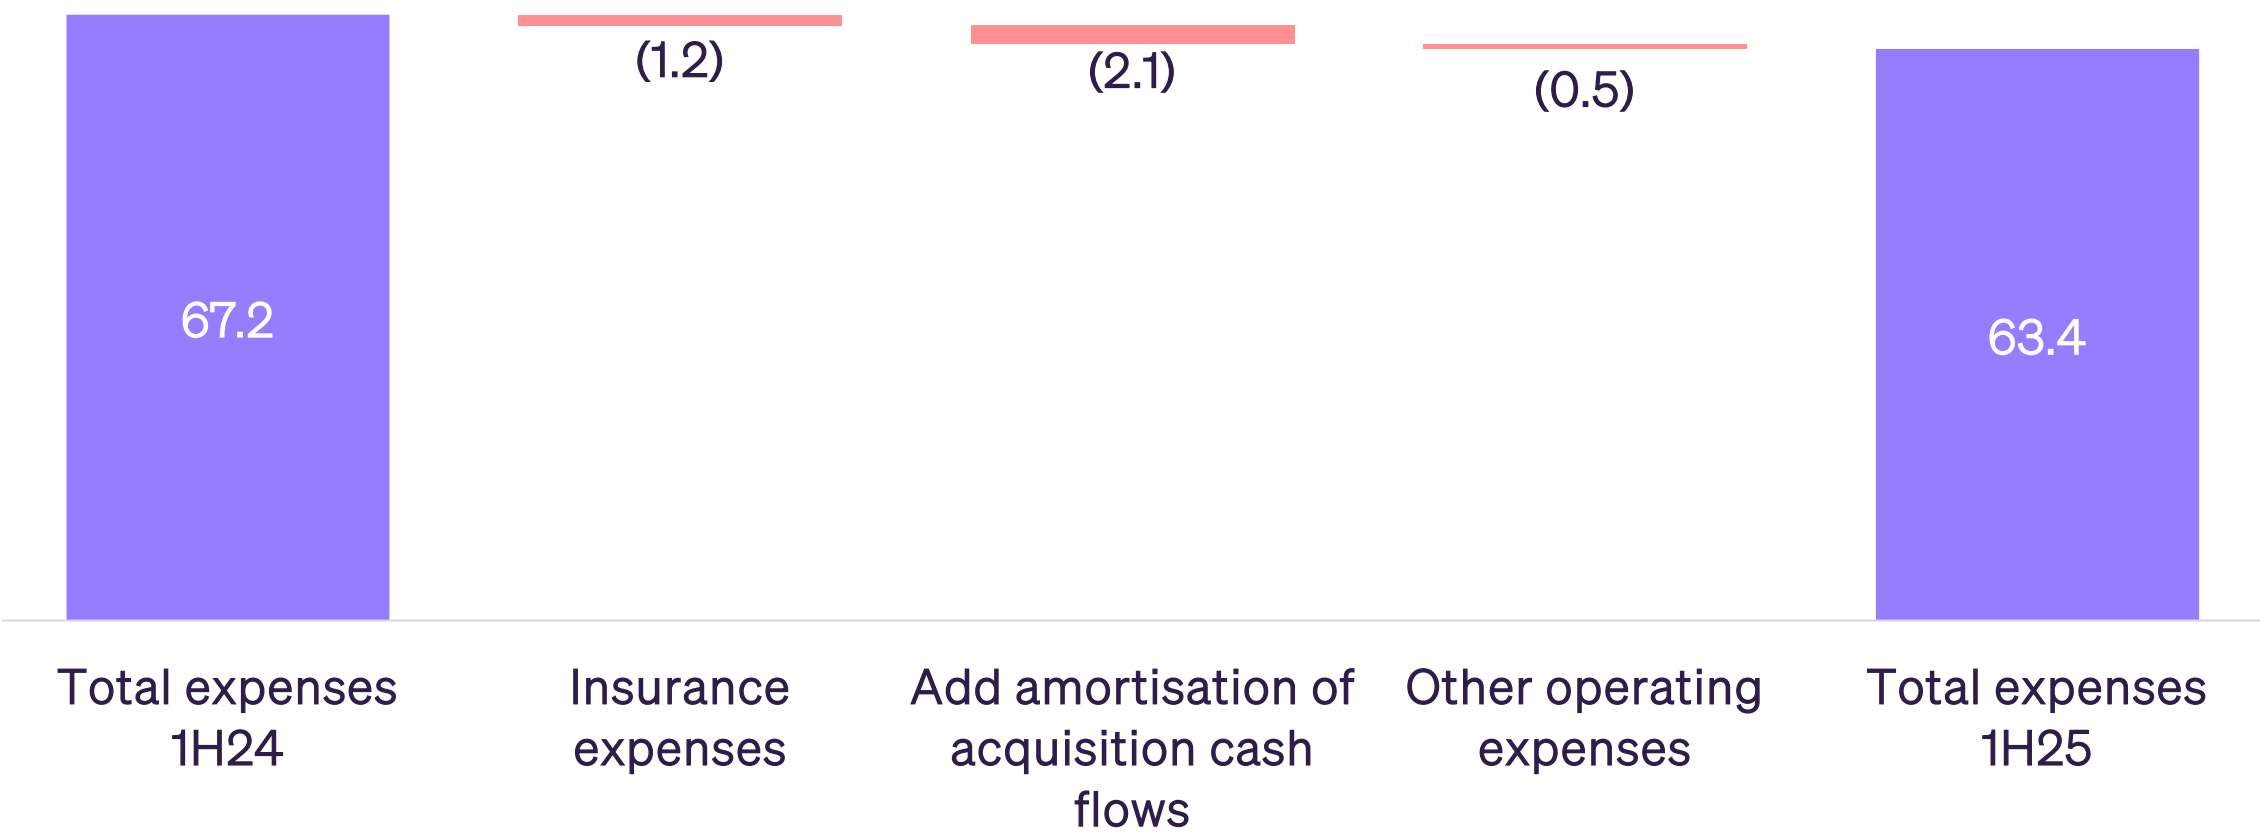 (1.2)
(2.1)
(0.5)
67.2
63.4
Total expenses
1H24
Insurance
expenses
Add amortisation of
acquisition cash
flows
Other operating
expenses
Total expenses
1H25